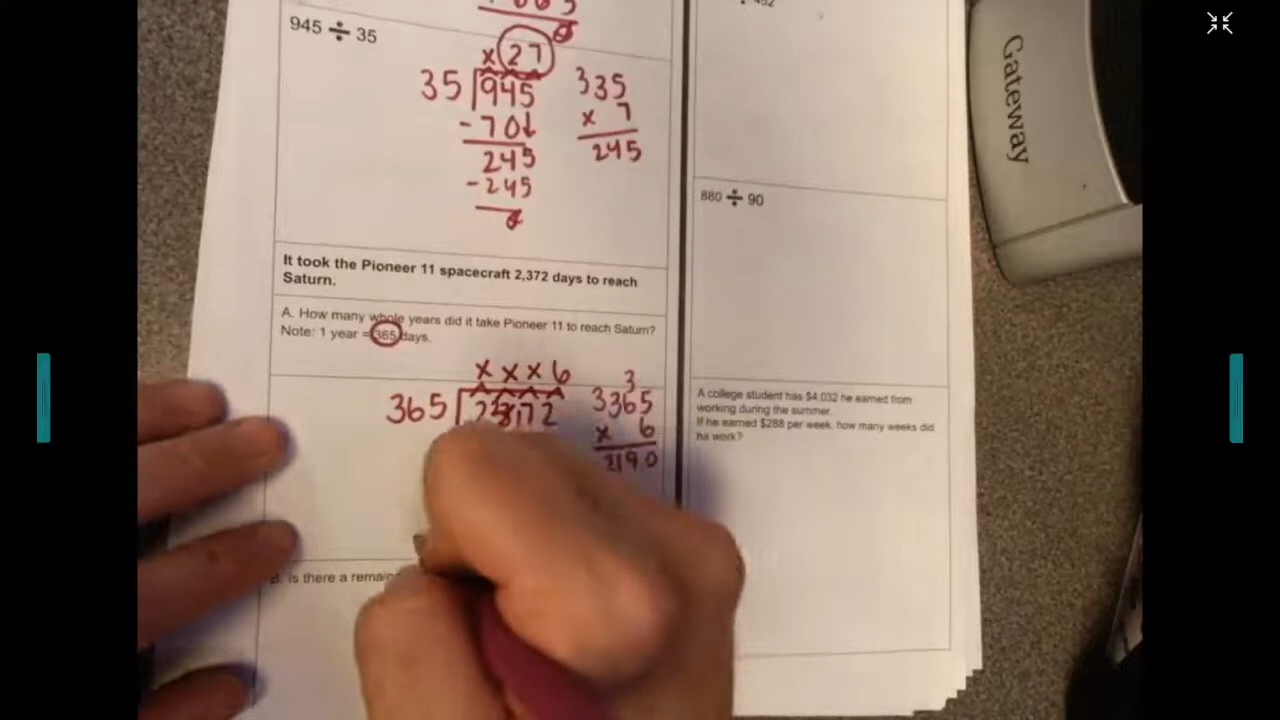 945 ÷ 35
x 27
35 945
335
x 7
- 70↓
245
245
- 245
0
It took the Pioneer 11 spacecraft 2,372 days to reach
Saturn.
A. How many whole years did it take Pioneer 11 to reach Saturn?
Note: 1 year = 365 days.
x x x 6
3
365
3365
x 6
2190
B. Is there a
880 ÷ 90
A college student has $4,032 he earned from
working during the summer.
If he earned $288 per week, how many weeks did
he work?
Gateway